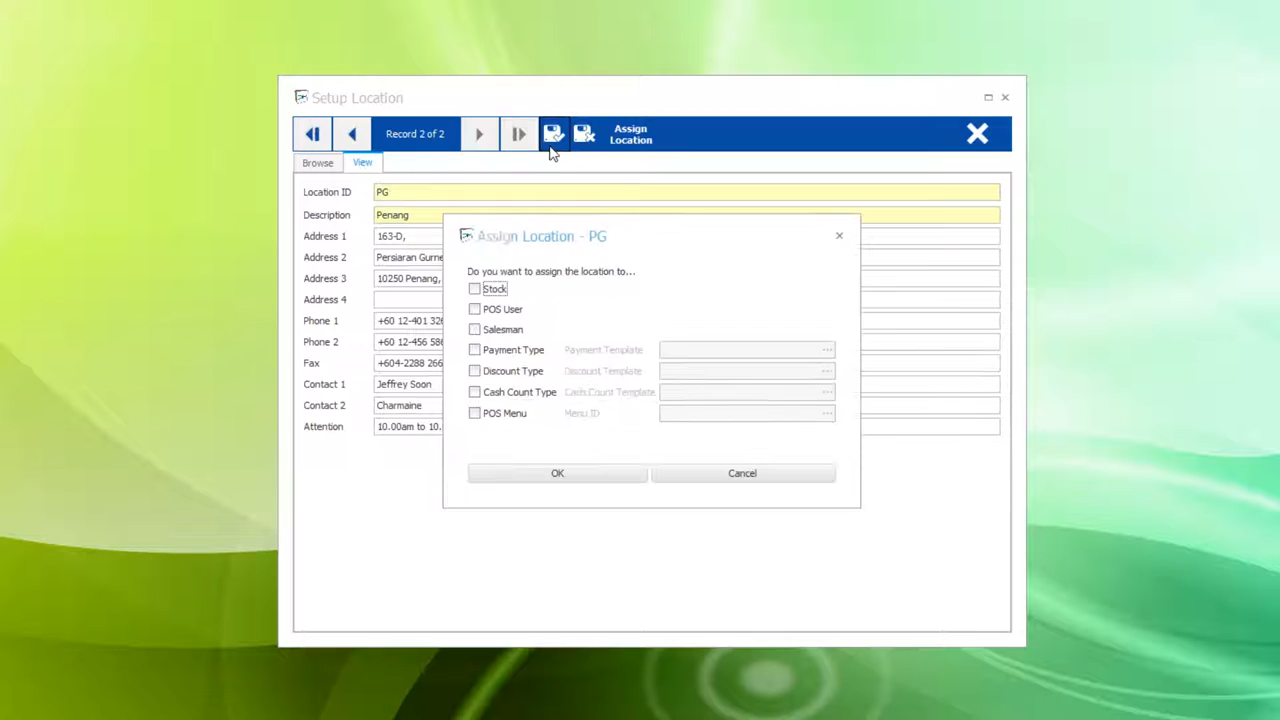 Setup Location
Record 2 of 2
Assign
Location
Browse
View
Location ID
PG
Description
Penang
Address 1
163-D,
Address 2
Persiaran Gurne
Address 3
10250 Penang,
Address 4
Phone 1
+60 12-401 326
Phone 2
+60 12-456 586
Fax
+604-2288 266
Contact 1
Jeffrey Soon
Contact 2
Charmaine
Attention
10.00am to 10.
Assign Location - PG
Do you want to assign the location to...
Stock
POS User
Salesman
Payment Type
Payment Template
Discount Type
Discount Template
Cash Count Type
Cash Count Template
POS Menu
Menu ID
OK
Cancel